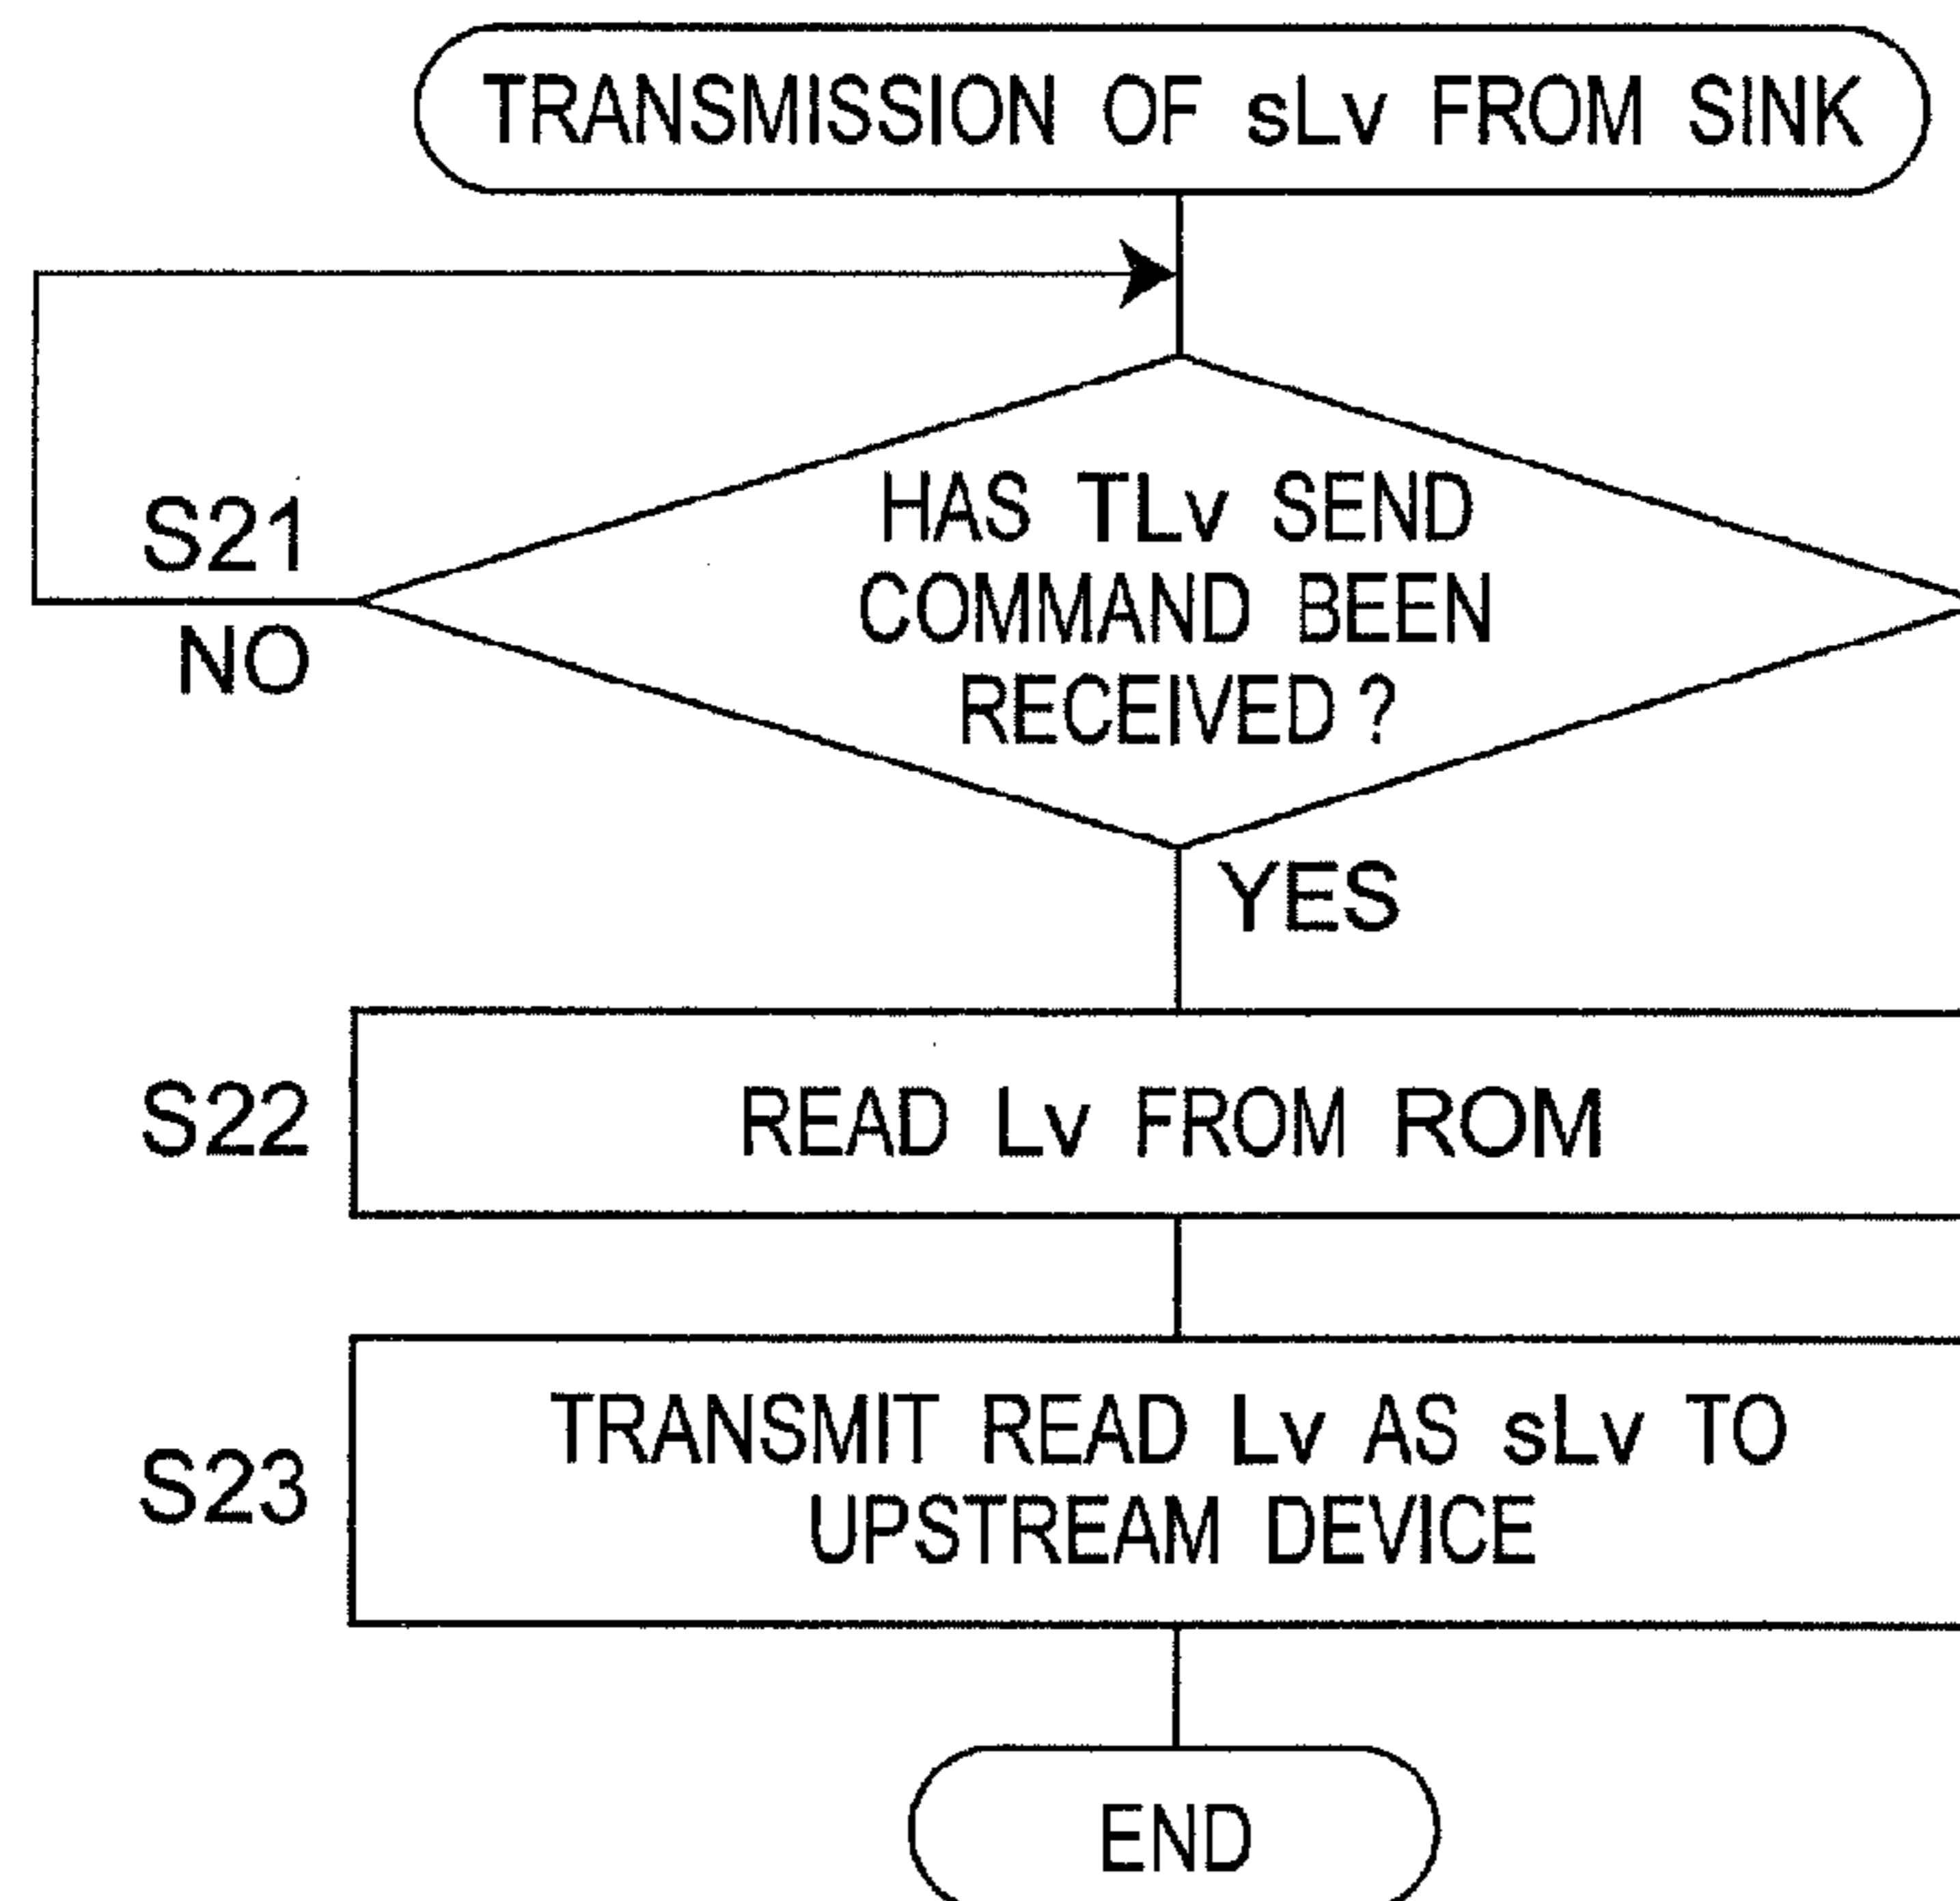 TRANSMISSION OF sLv FROM SINK
S21
NO
HAS TLv SEND
COMMAND BEEN
RECEIVED ?
YES
S22
READ Lv FROM ROM
S23
TRANSMIT READ Lv AS sLv TO
UPSTREAM DEVICE
END